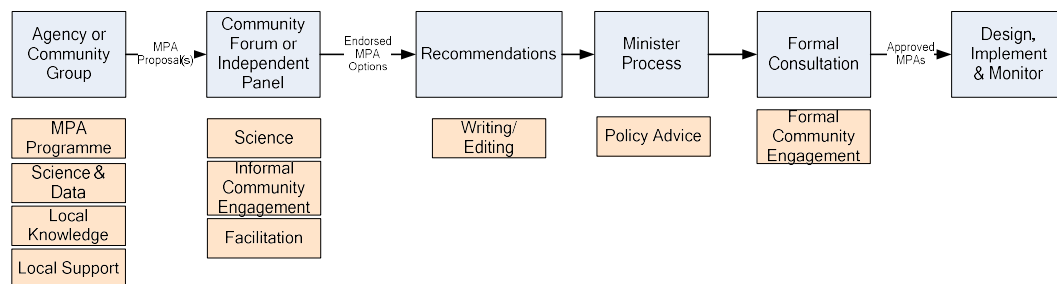 Agency or
Community
Group
MPA
Proposal(s)
Community
Forum or
Independent
Panel
Endorsed
MPA
Options
Recommendations
Minister
Process
Formal
Consultation
Approved
MPAs
Design,
Implement
& Monitor
MPA
Programme
Science &
Data
Local
Knowledge
Local Support
Science
Informal
Community
Engagement
Facilitation
Writing/
Editing
Policy Advice
Formal
Community
Engagement